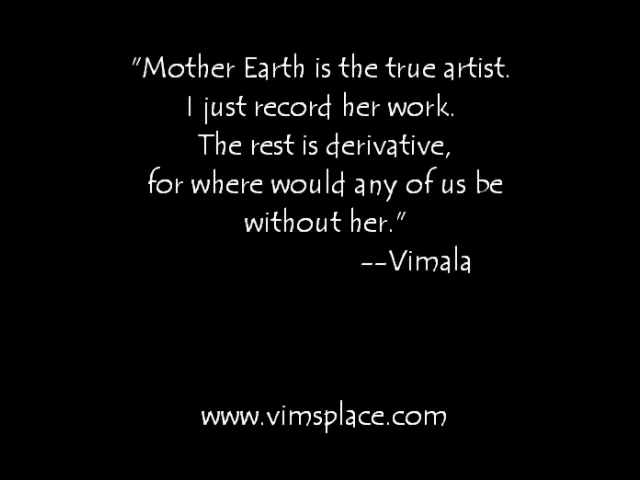 "Mother Earth is the true artist.
I just record her work.
The rest is derivative,
for where would any of us be
without her."
--Vimala
www.vimsplace.com